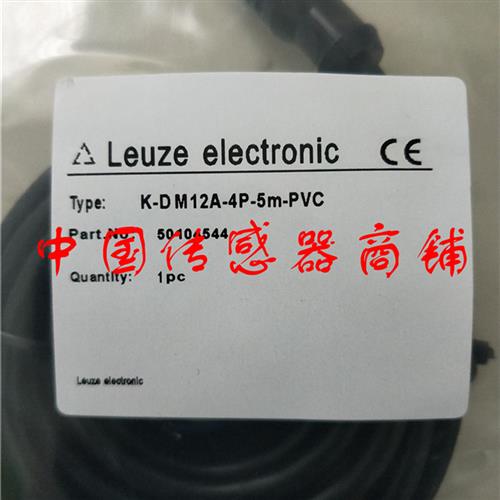 Leuze electronic CE
Type: K-DM12A-4P-5m-PVC
Part.No. 50104544
中国传感器商铺
Quantity: 1pc
Leuze electronic